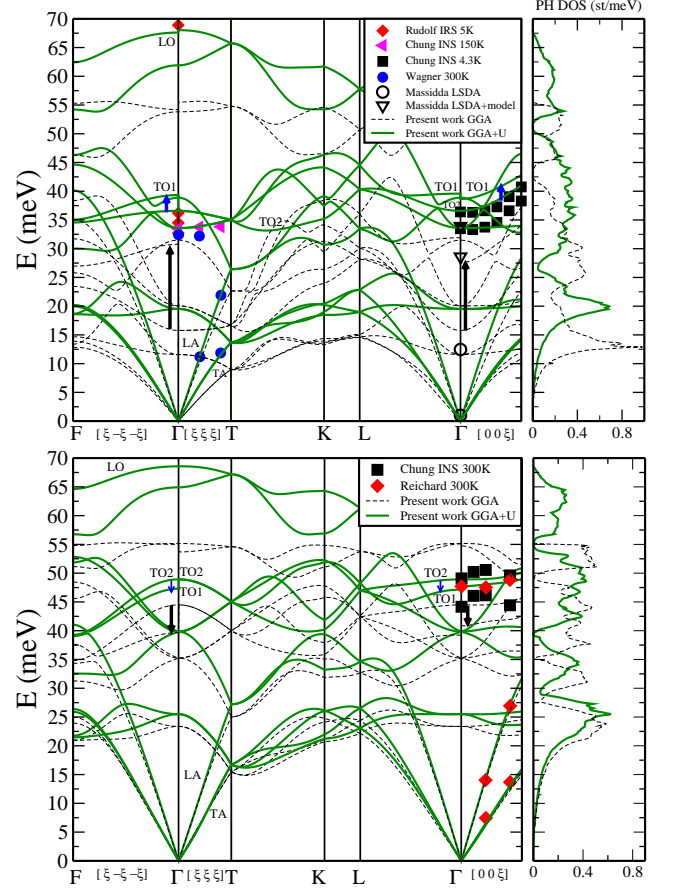 PH DOS (st/meV)
70
65
60
55
50
45
40
35
30
25
20
15
10
5
0
E (meV)
LO
TO1
LA
TA
TO2
TO1
TO1
TO2
Rudolf IRS 5K
Chung INS 150K
Chung INS 4.3K
Wagner 300K
Massidda LSDA
Massidda LSDA+model
Present work GGA
Present work GGA+U
F [ ξ −ξ −ξ] Γ [ ξ ξ ξ] T K L Γ [ 0 0 ξ ]
0 0.4 0.8
70
65
60
55
50
45
40
35
30
25
20
15
10
5
0
E (meV)
LO
TO2 TO2
TO1
LA
TA
TO2
TO1
Chung INS 300K
Reichard 300K
Present work GGA
Present work GGA+U
F [ ξ −ξ −ξ] Γ [ ξ ξ ξ] T K L Γ [ 0 0 ξ ]
0 0.4 0.8